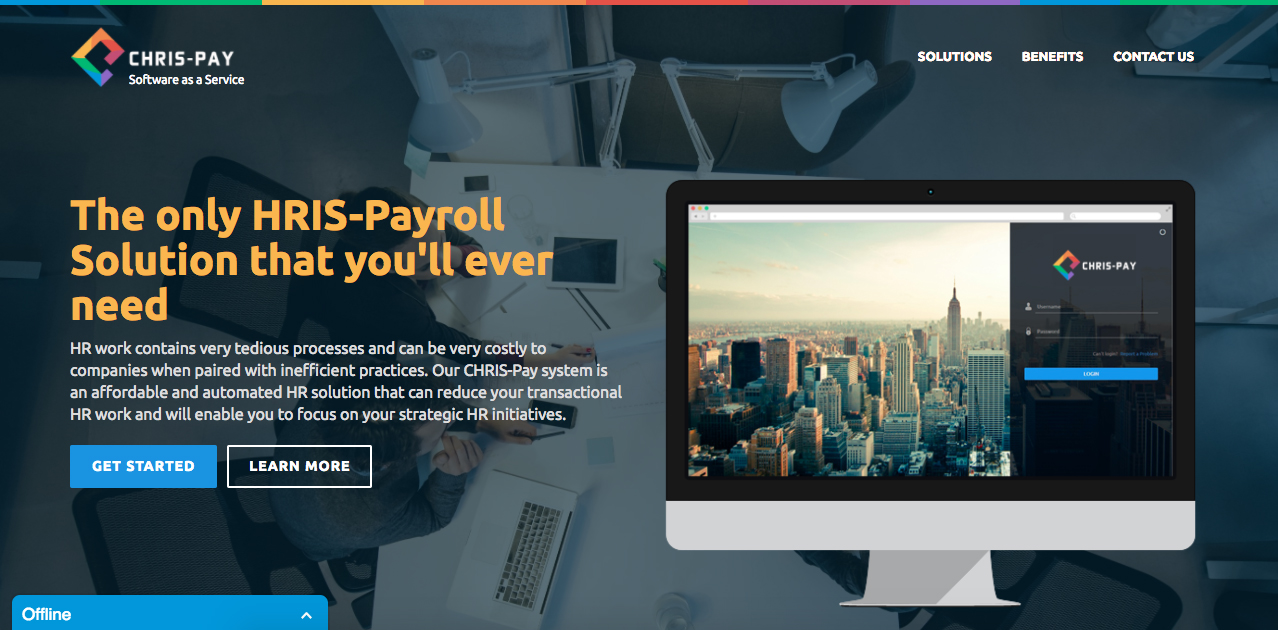 CHRIS-PAY
Software as a Service
SOLUTIONS
BENEFITS
CONTACT US
The only HRIS-Payroll
Solution that you'll ever
need
HR work contains very tedious processes and can be very costly to
companies when paired with inefficient practices. Our CHRIS-Pay system is
an affordable and automated HR solution that can reduce your transactional
HR work and will enable you to focus on your strategic HR initiatives.
GET STARTED
LEARN MORE
CHRIS-PAY
Username
Password
Can't login? Report a Problem
LOGIN
Offline